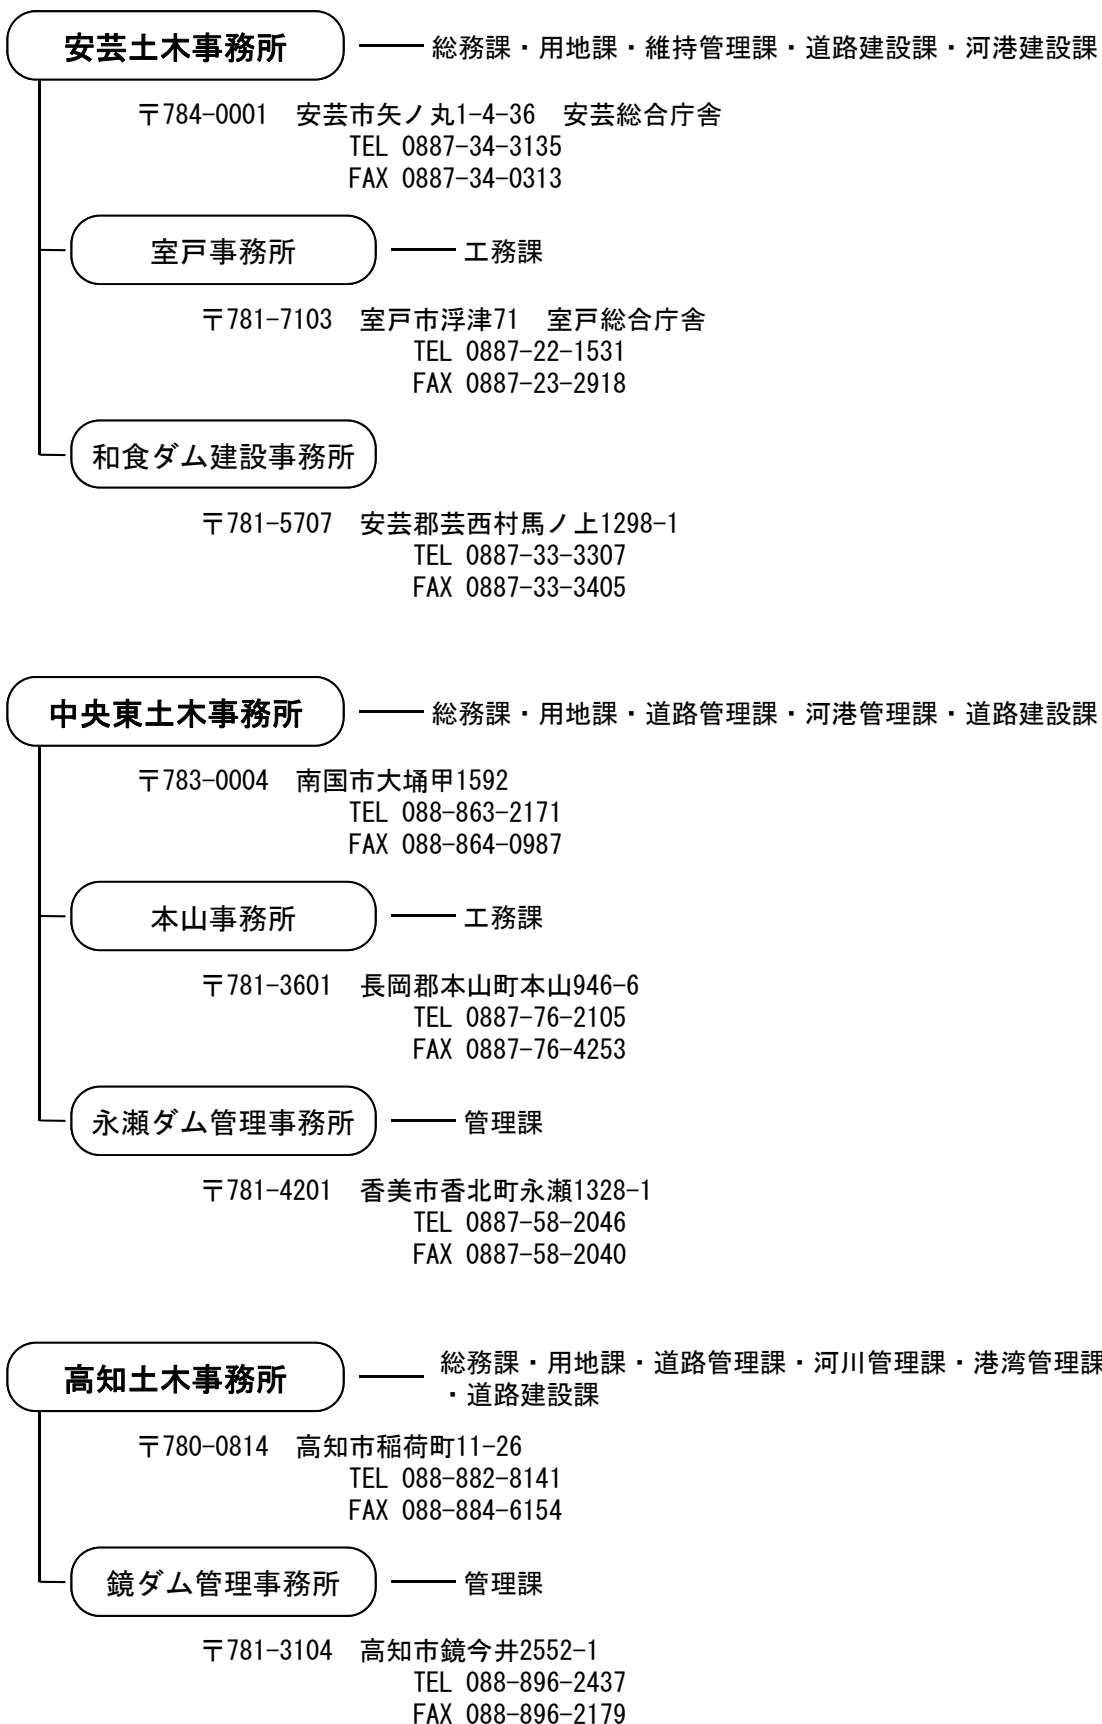 安芸土木事務所 総務課・用地課・維持管理課・道路建設課・河港建設課
〒784-0001 安芸市矢ノ丸1-4-36 安芸総合庁舎
TEL 0887-34-3135
FAX 0887-34-0313
室戸事務所 工務課
〒781-7103 室戸市浮津71 室戸総合庁舎
TEL 0887-22-1531
FAX 0887-23-2918
和食ダム建設事務所
〒781-5707 安芸郡芸西村馬ノ上1298-1
TEL 0887-33-3307
FAX 0887-33-3405
中央東土木事務所 総務課・用地課・道路管理課・河港管理課・道路建設課
〒783-0004 南国市大埇甲1592
TEL 088-863-2171
FAX 088-864-0987
本山事務所 工務課
〒781-3601 長岡郡本山町本山946-6
TEL 0887-76-2105
FAX 0887-76-4253
永瀬ダム管理事務所 管理課
〒781-4201 香美市香北町永瀬1328-1
TEL 0887-58-2046
FAX 0887-58-2040
高知土木事務所 総務課・用地課・道路管理課・河川管理課・港湾管理課
・道路建設課
〒780-0814 高知市稲荷町11-26
TEL 088-882-8141
FAX 088-884-6154
鏡ダム管理事務所 管理課
〒781-3104 高知市鏡今井2552-1
TEL 088-896-2437
FAX 088-896-2179